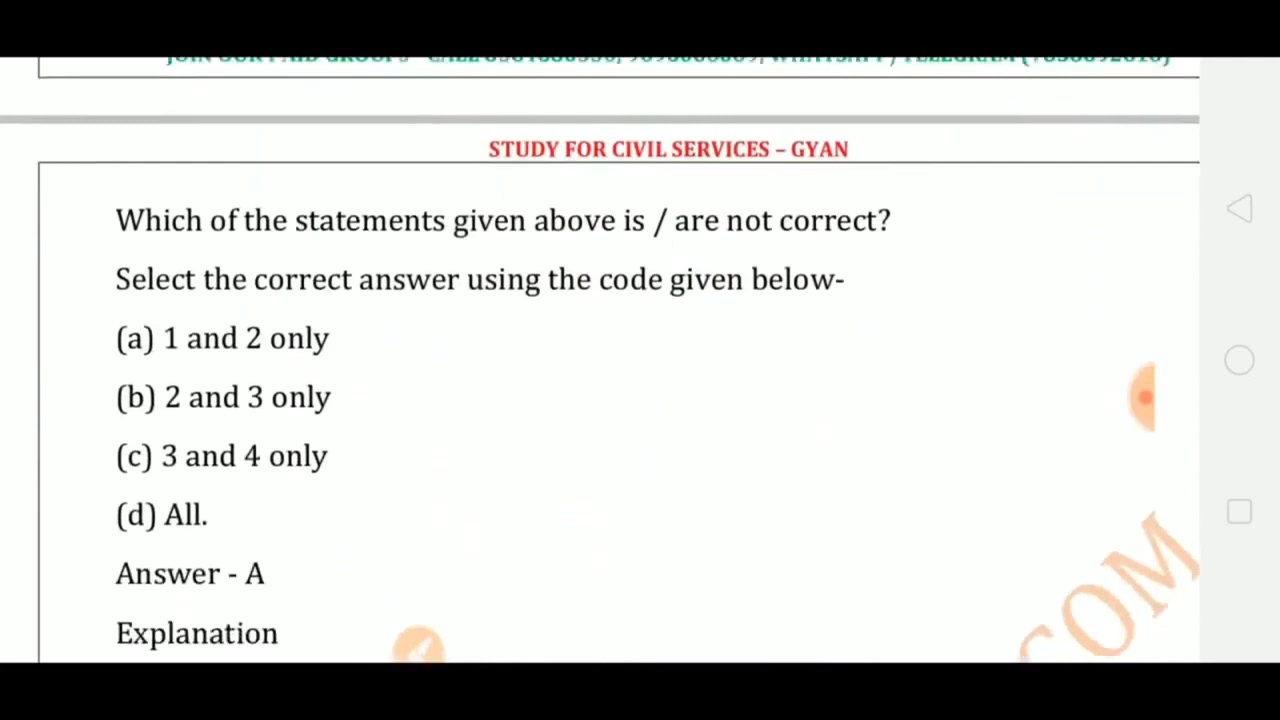 STUDY FOR CIVIL SERVICES – GYAN
Which of the statements given above is / are not correct?
Select the correct answer using the code given below-
(a) 1 and 2 only
(b) 2 and 3 only
(c) 3 and 4 only
(d) All.
Answer - A
Explanation
COM